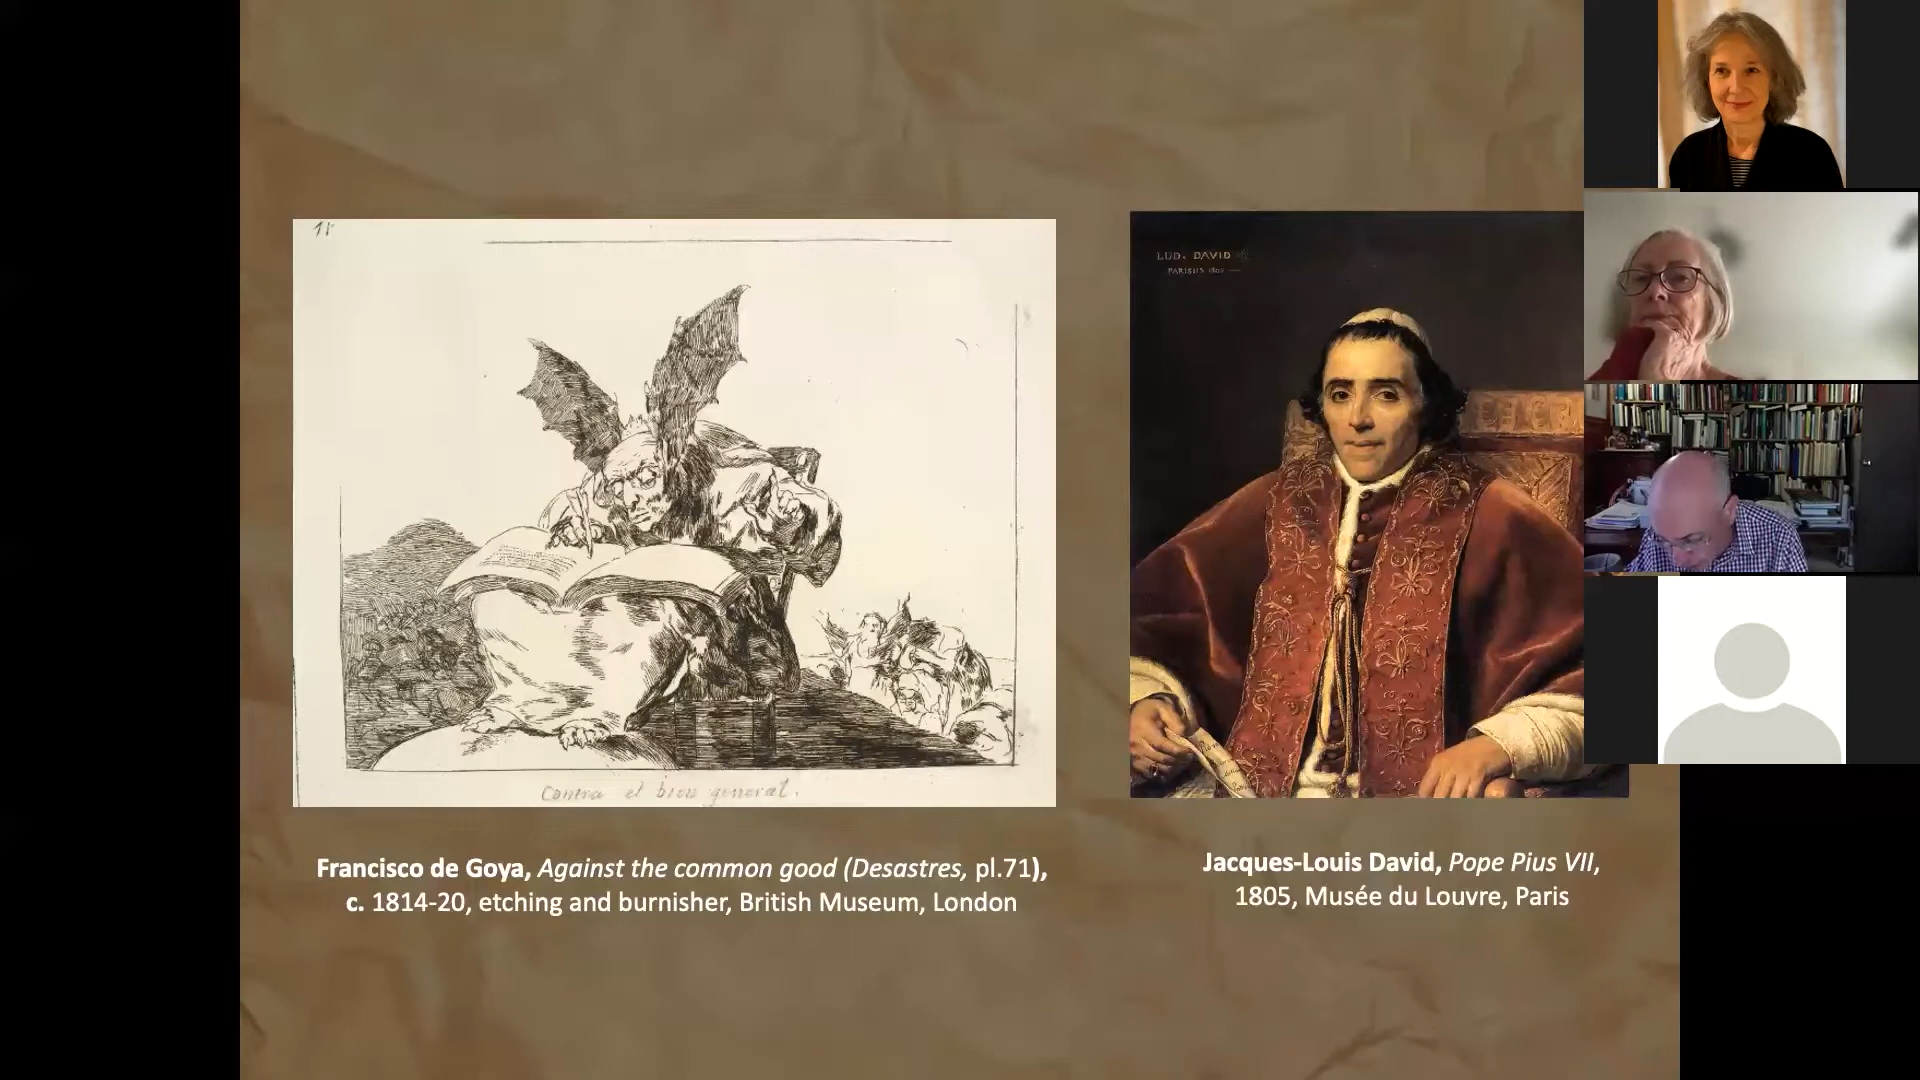 Contra el bien general.
LUD. DAVID
PARISIIS 1805
Francisco de Goya, Against the common good (Desastres, pl.71),
c. 1814-20, etching and burnisher, British Museum, London
Jacques-Louis David, Pope Pius VII,
1805, Musée du Louvre, Paris